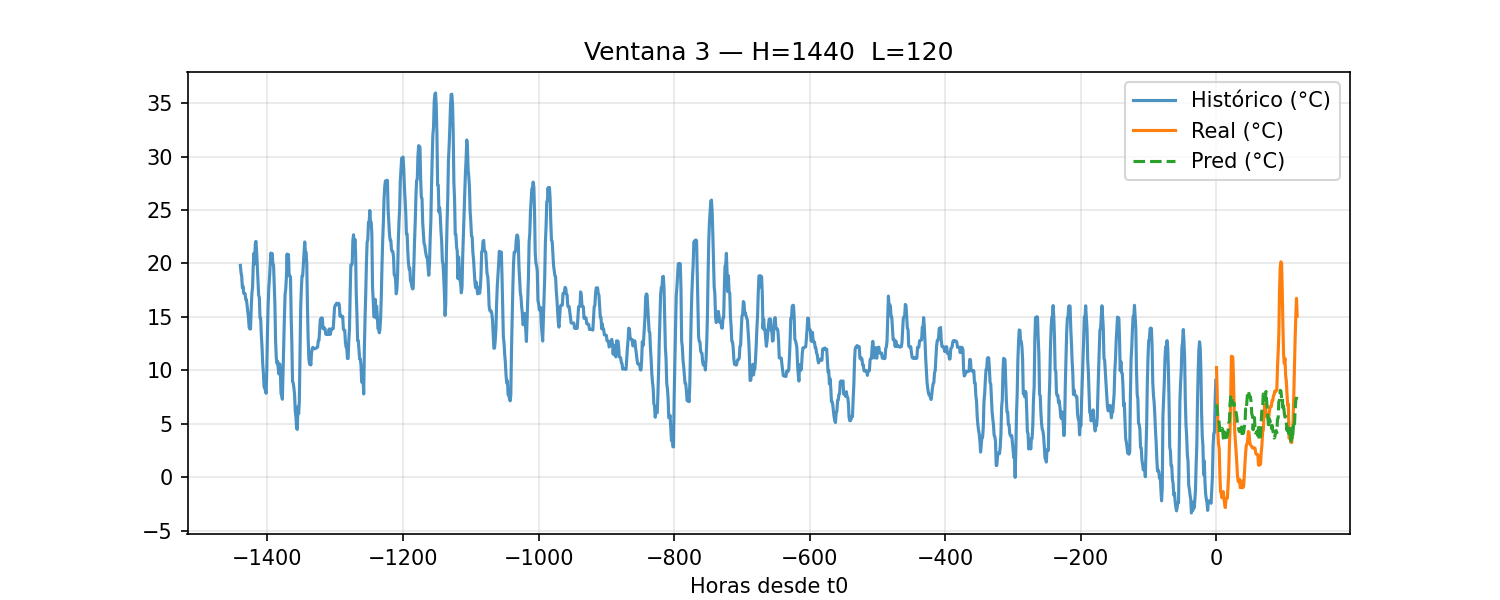 Ventana 3 — H=1440  L=120
Histórico (°C)
Real (°C)
Pred (°C)
35
30
25
20
15
10
5
0
−5
−1400 −1200 −1000 −800 −600 −400 −200 0
Horas desde t0